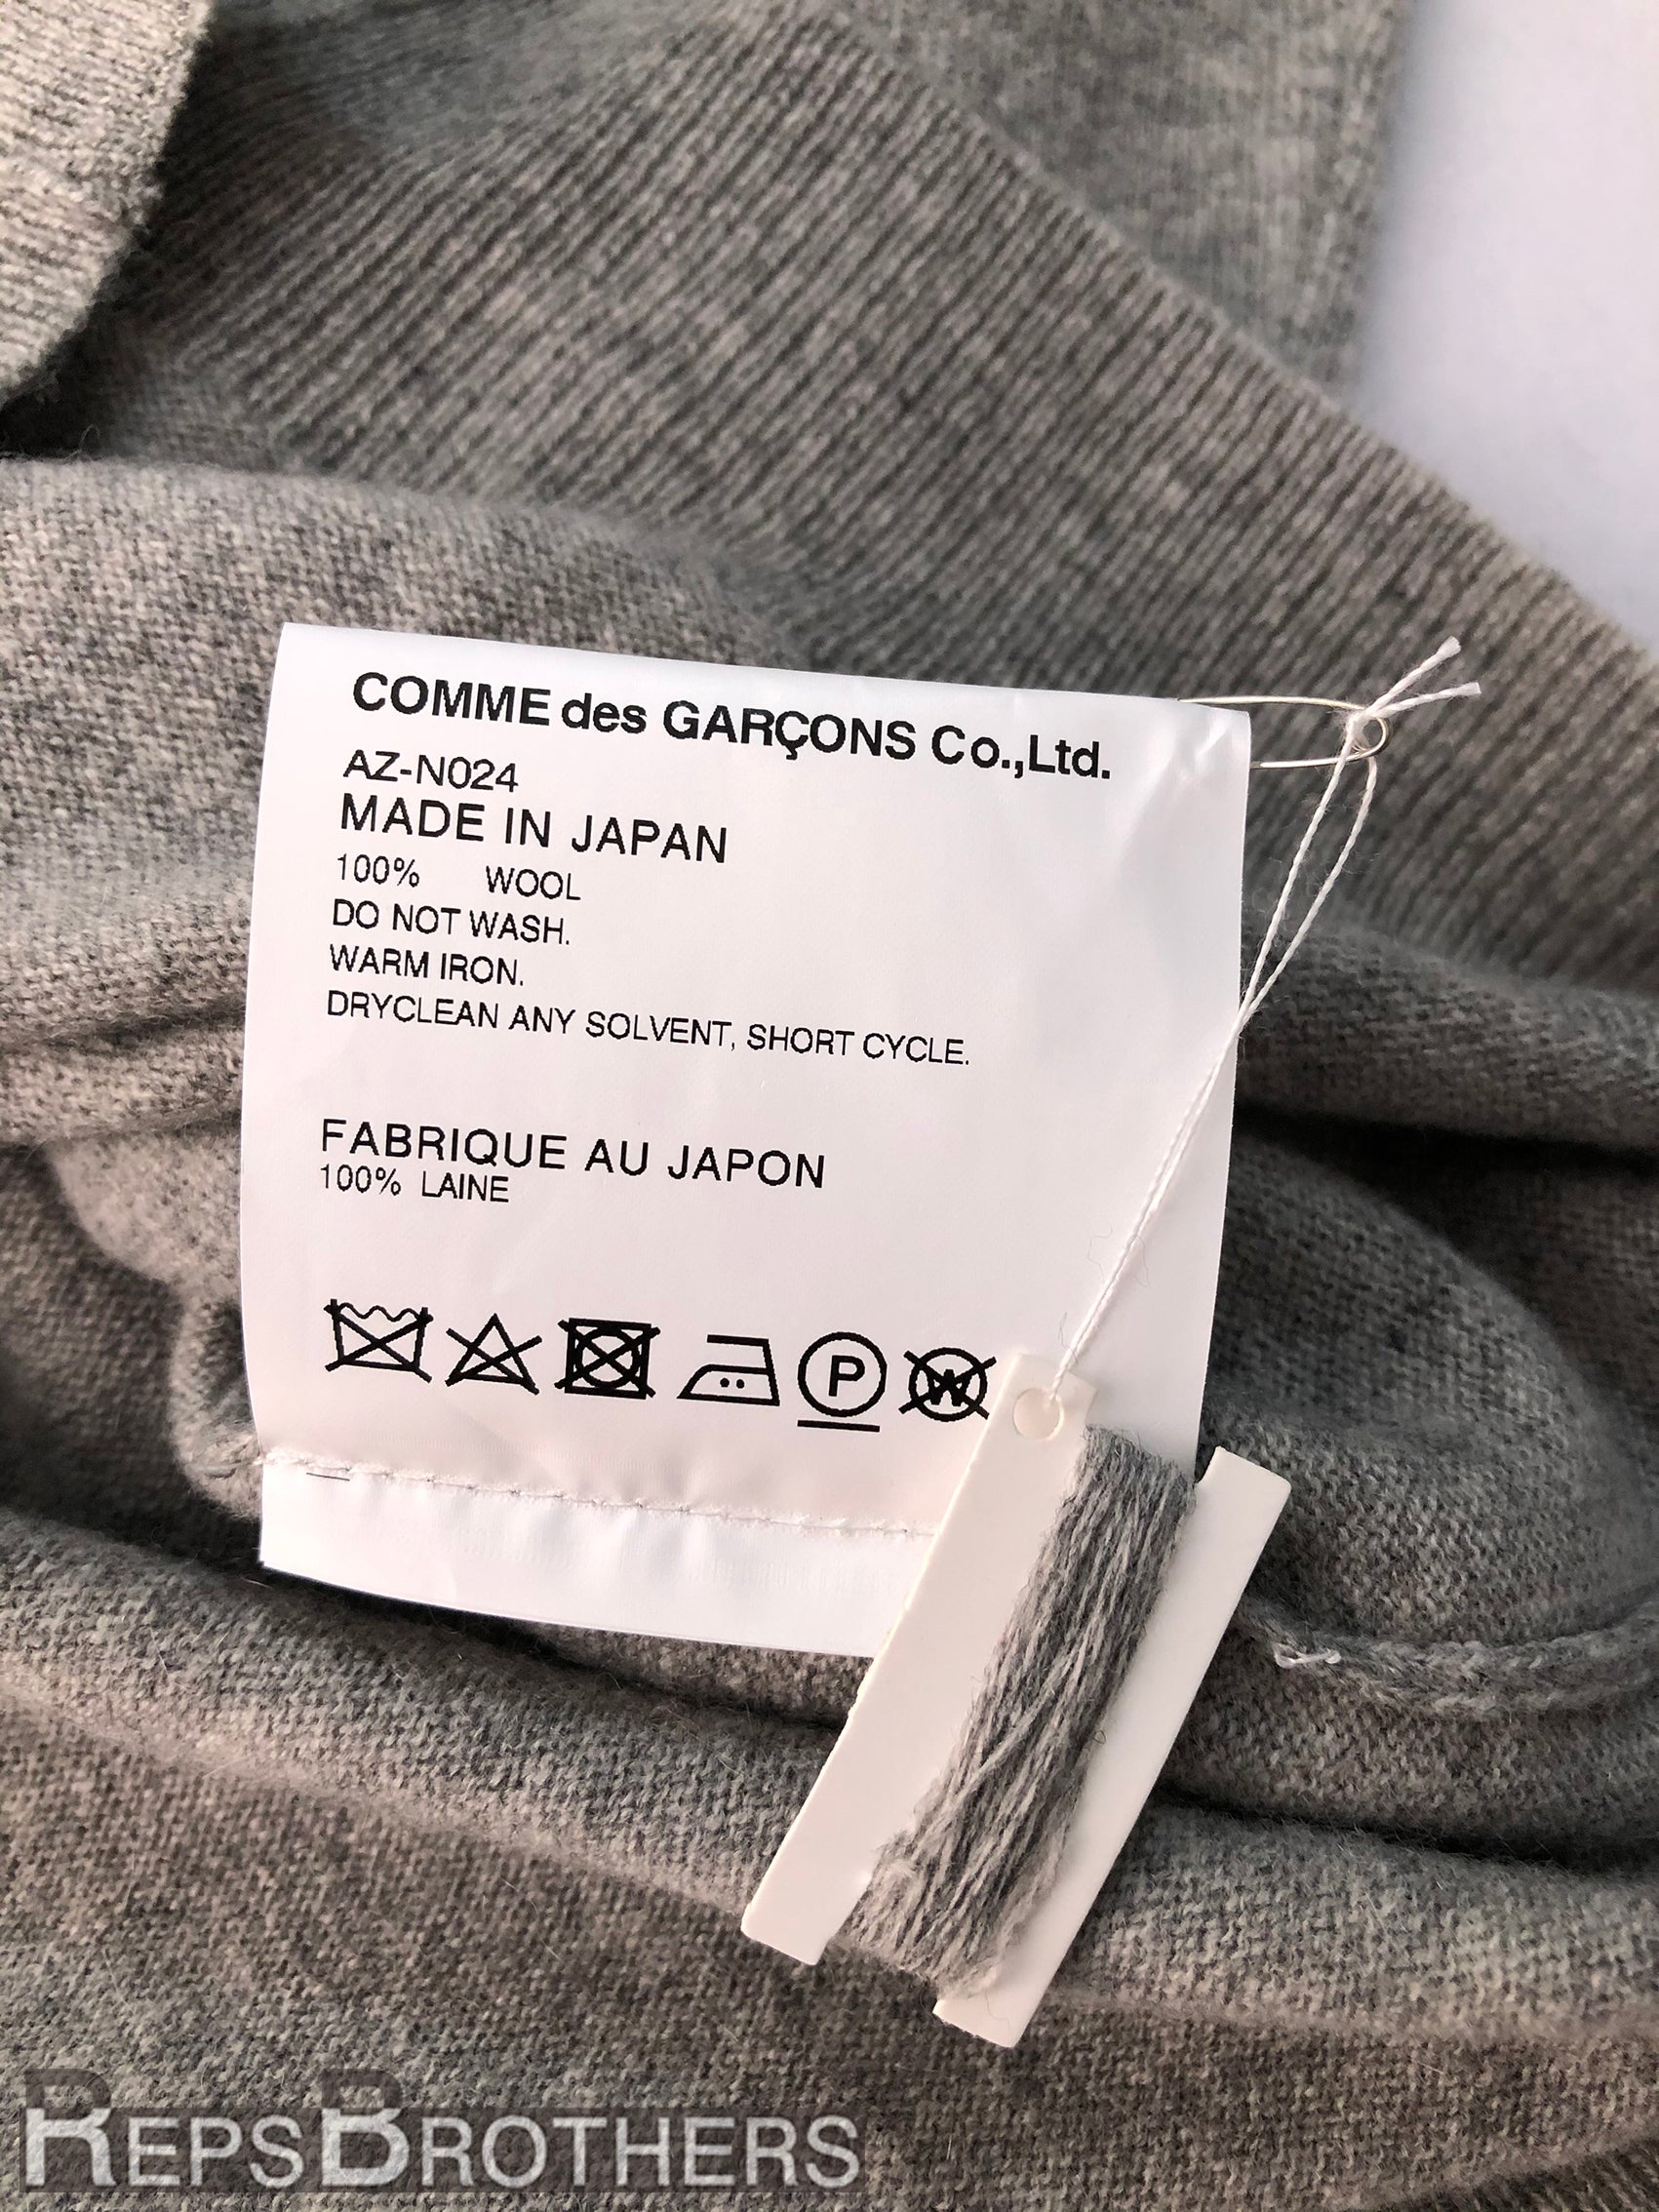 COMME des GARÇONS Co.,Ltd.
AZ-N024
MADE IN JAPAN
100% WOOL
DO NOT WASH.
WARM IRON.
DRYCLEAN ANY SOLVENT, SHORT CYCLE.
FABRIQUE AU JAPON
100% LAINE
P W
REPSBROTHERS